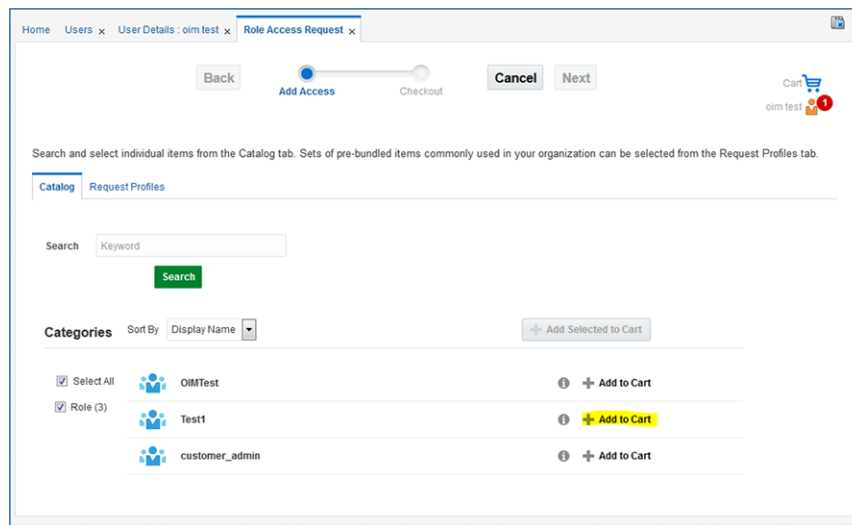 Home Users x User Details : oim test x Role Access Request x
Back Cancel Next
Add Access Checkout
Cart
oim test 1
Search and select individual items from the Catalog tab. Sets of pre-bundled items commonly used in your organization can be selected from the Request Profiles tab.
Catalog Request Profiles
Search Keyword
Search
Categories Sort By Display Name Add Selected to Cart
Select All OIMTest Add to Cart
Role (3)
Test1 Add to Cart
customer_admin Add to Cart